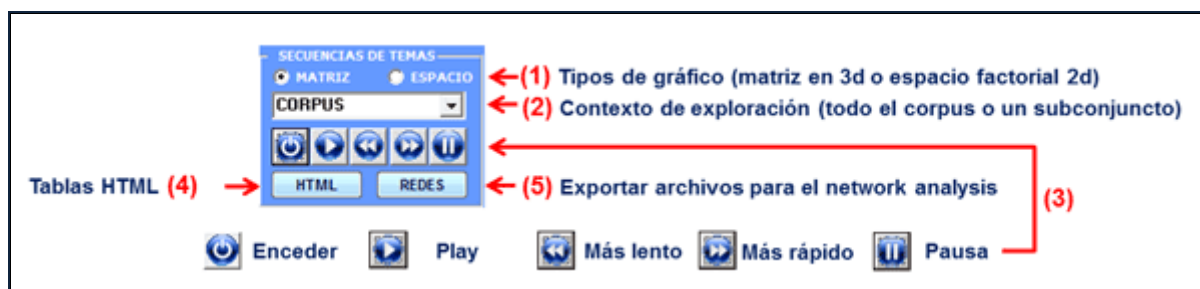 SECUENCIAS DE TEMAS
MATRIZ ESPACIO (1) Tipos de gráfico (matriz en 3d o espacio factorial 2d)
CORPUS (2) Contexto de exploración (todo el corpus o un subconjuncto)
Tablas HTML (4) HTML REDES (5) Exportar archivos para el network analysis
(3)
Enceder Play Más lento Más rápido Pausa